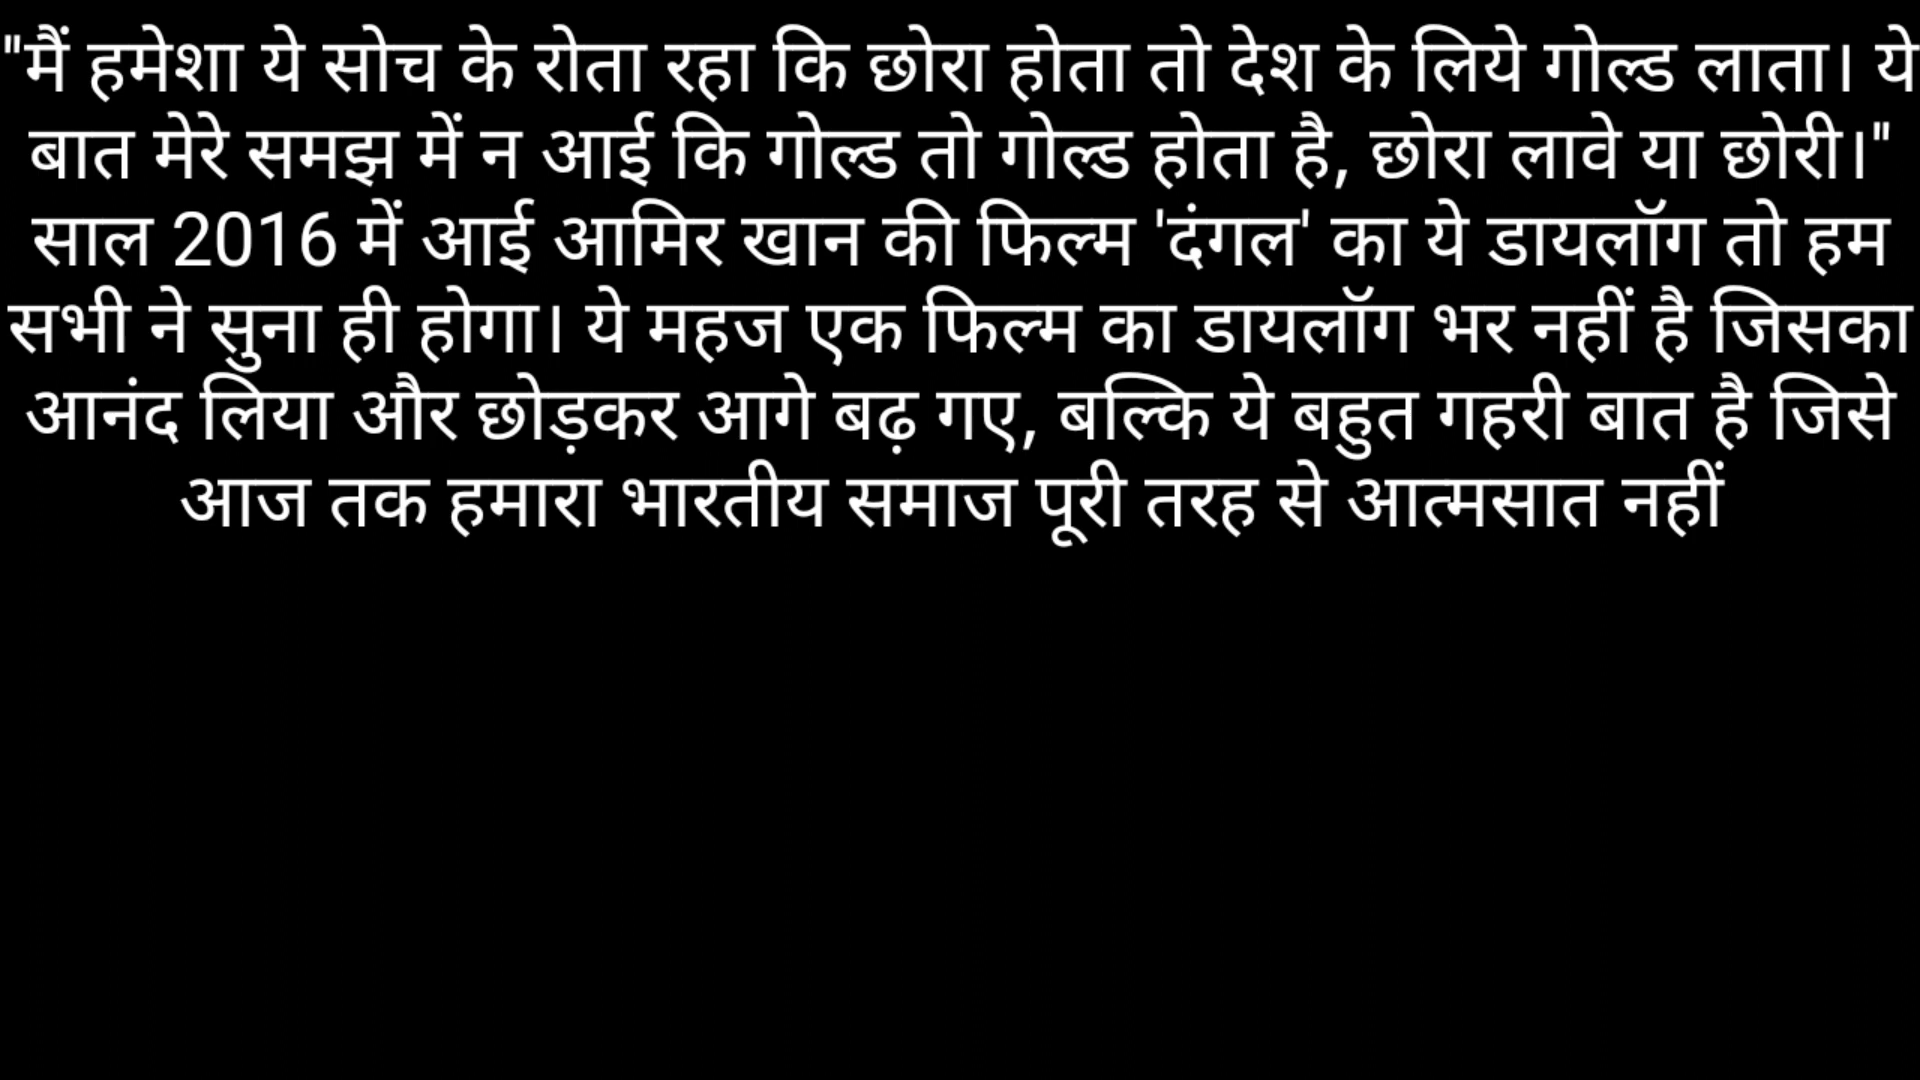 "मैं हमेशा ये सोच के रोता रहा कि छोरा होता तो देश के लिये गोल्ड लाता। ये
बात मेरे समझ में न आई कि गोल्ड तो गोल्ड होता है, छोरा लावे या छोरी।"
साल 2016 में आई आमिर खान की फिल्म 'दंगल' का ये डायलॉग तो हम
सभी ने सुना ही होगा। ये महज एक फिल्म का डायलॉग भर नहीं है जिसका
आनंद लिया और छोड़कर आगे बढ़ गए, बल्कि ये बहुत गहरी बात है जिसे
आज तक हमारा भारतीय समाज पूरी तरह से आत्मसात नहीं